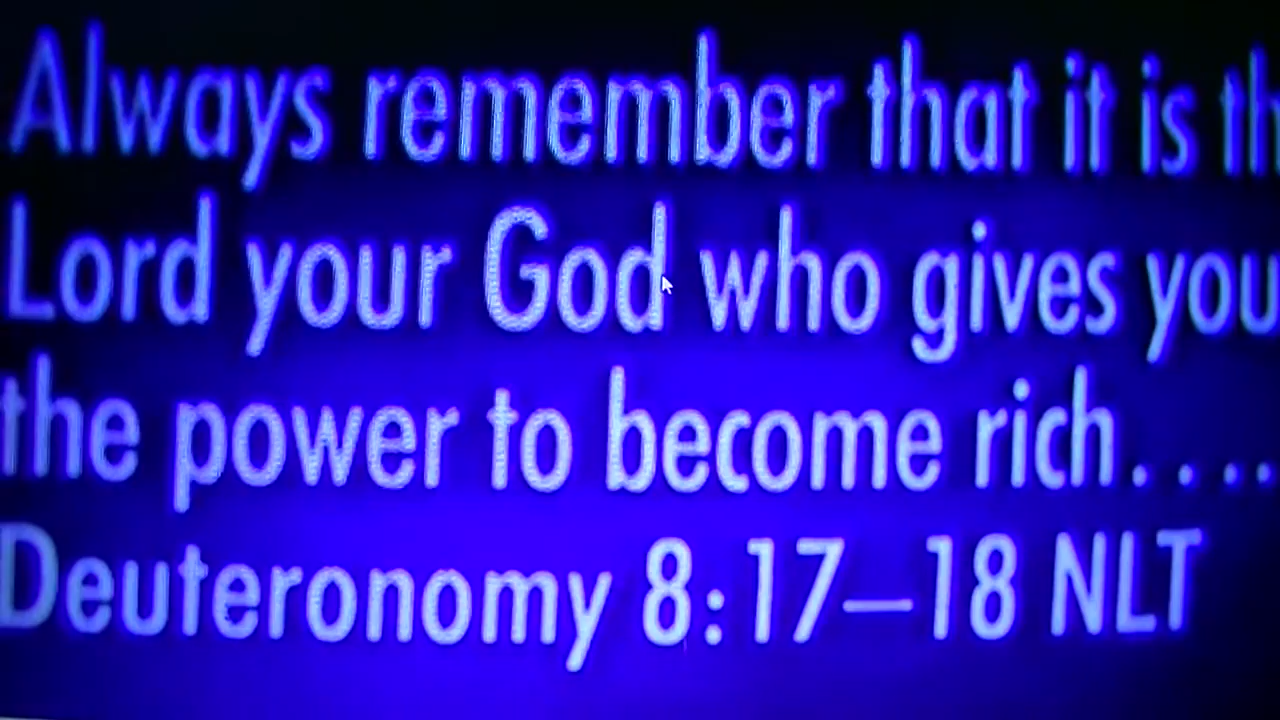 Always remember that it is th
Lord your God who gives you
the power to become rich....
Deuteronomy 8:17–18 NLT